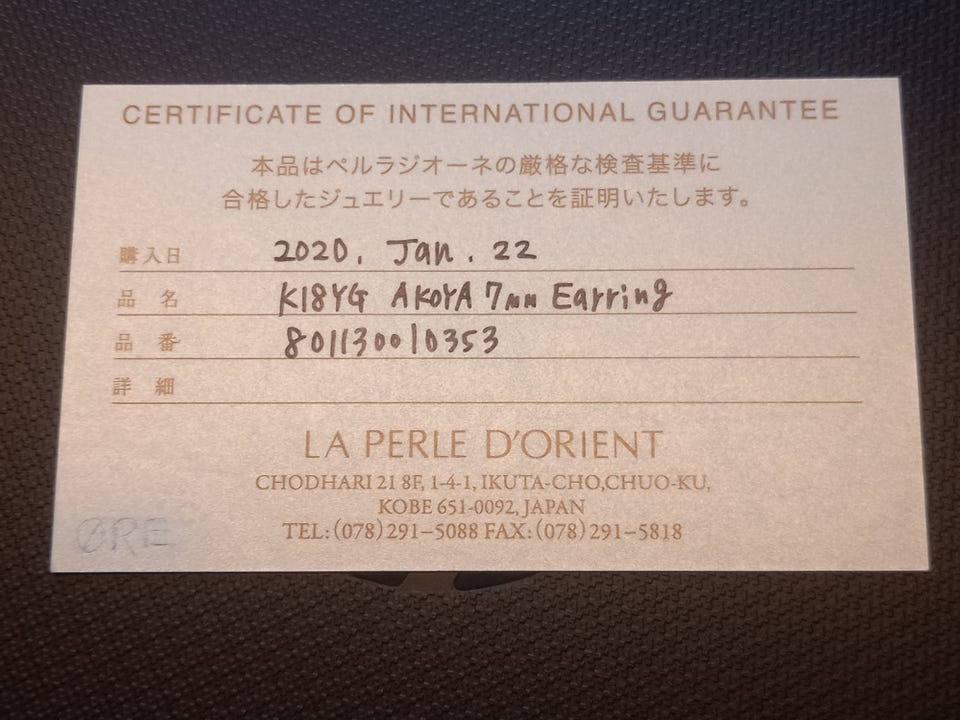 CERTIFICATE OF INTERNATIONAL GUARANTEE
本品はペルラジオーネの厳格な検査基準に
合格したジュエリーであることを証明いたします。
購入日 2020. Jan. 22
品 名 K18YG AKOYA 7mm Earring
品 番 801130010353
詳 細
LA PERLE D'ORIENT
CHODHARI 21 8F, 1-4-1, IKUTA-CHO,CHUO-KU,
KOBE 651-0092, JAPAN
TEL:(078)291-5088 FAX:(078)291-5818
ØRE